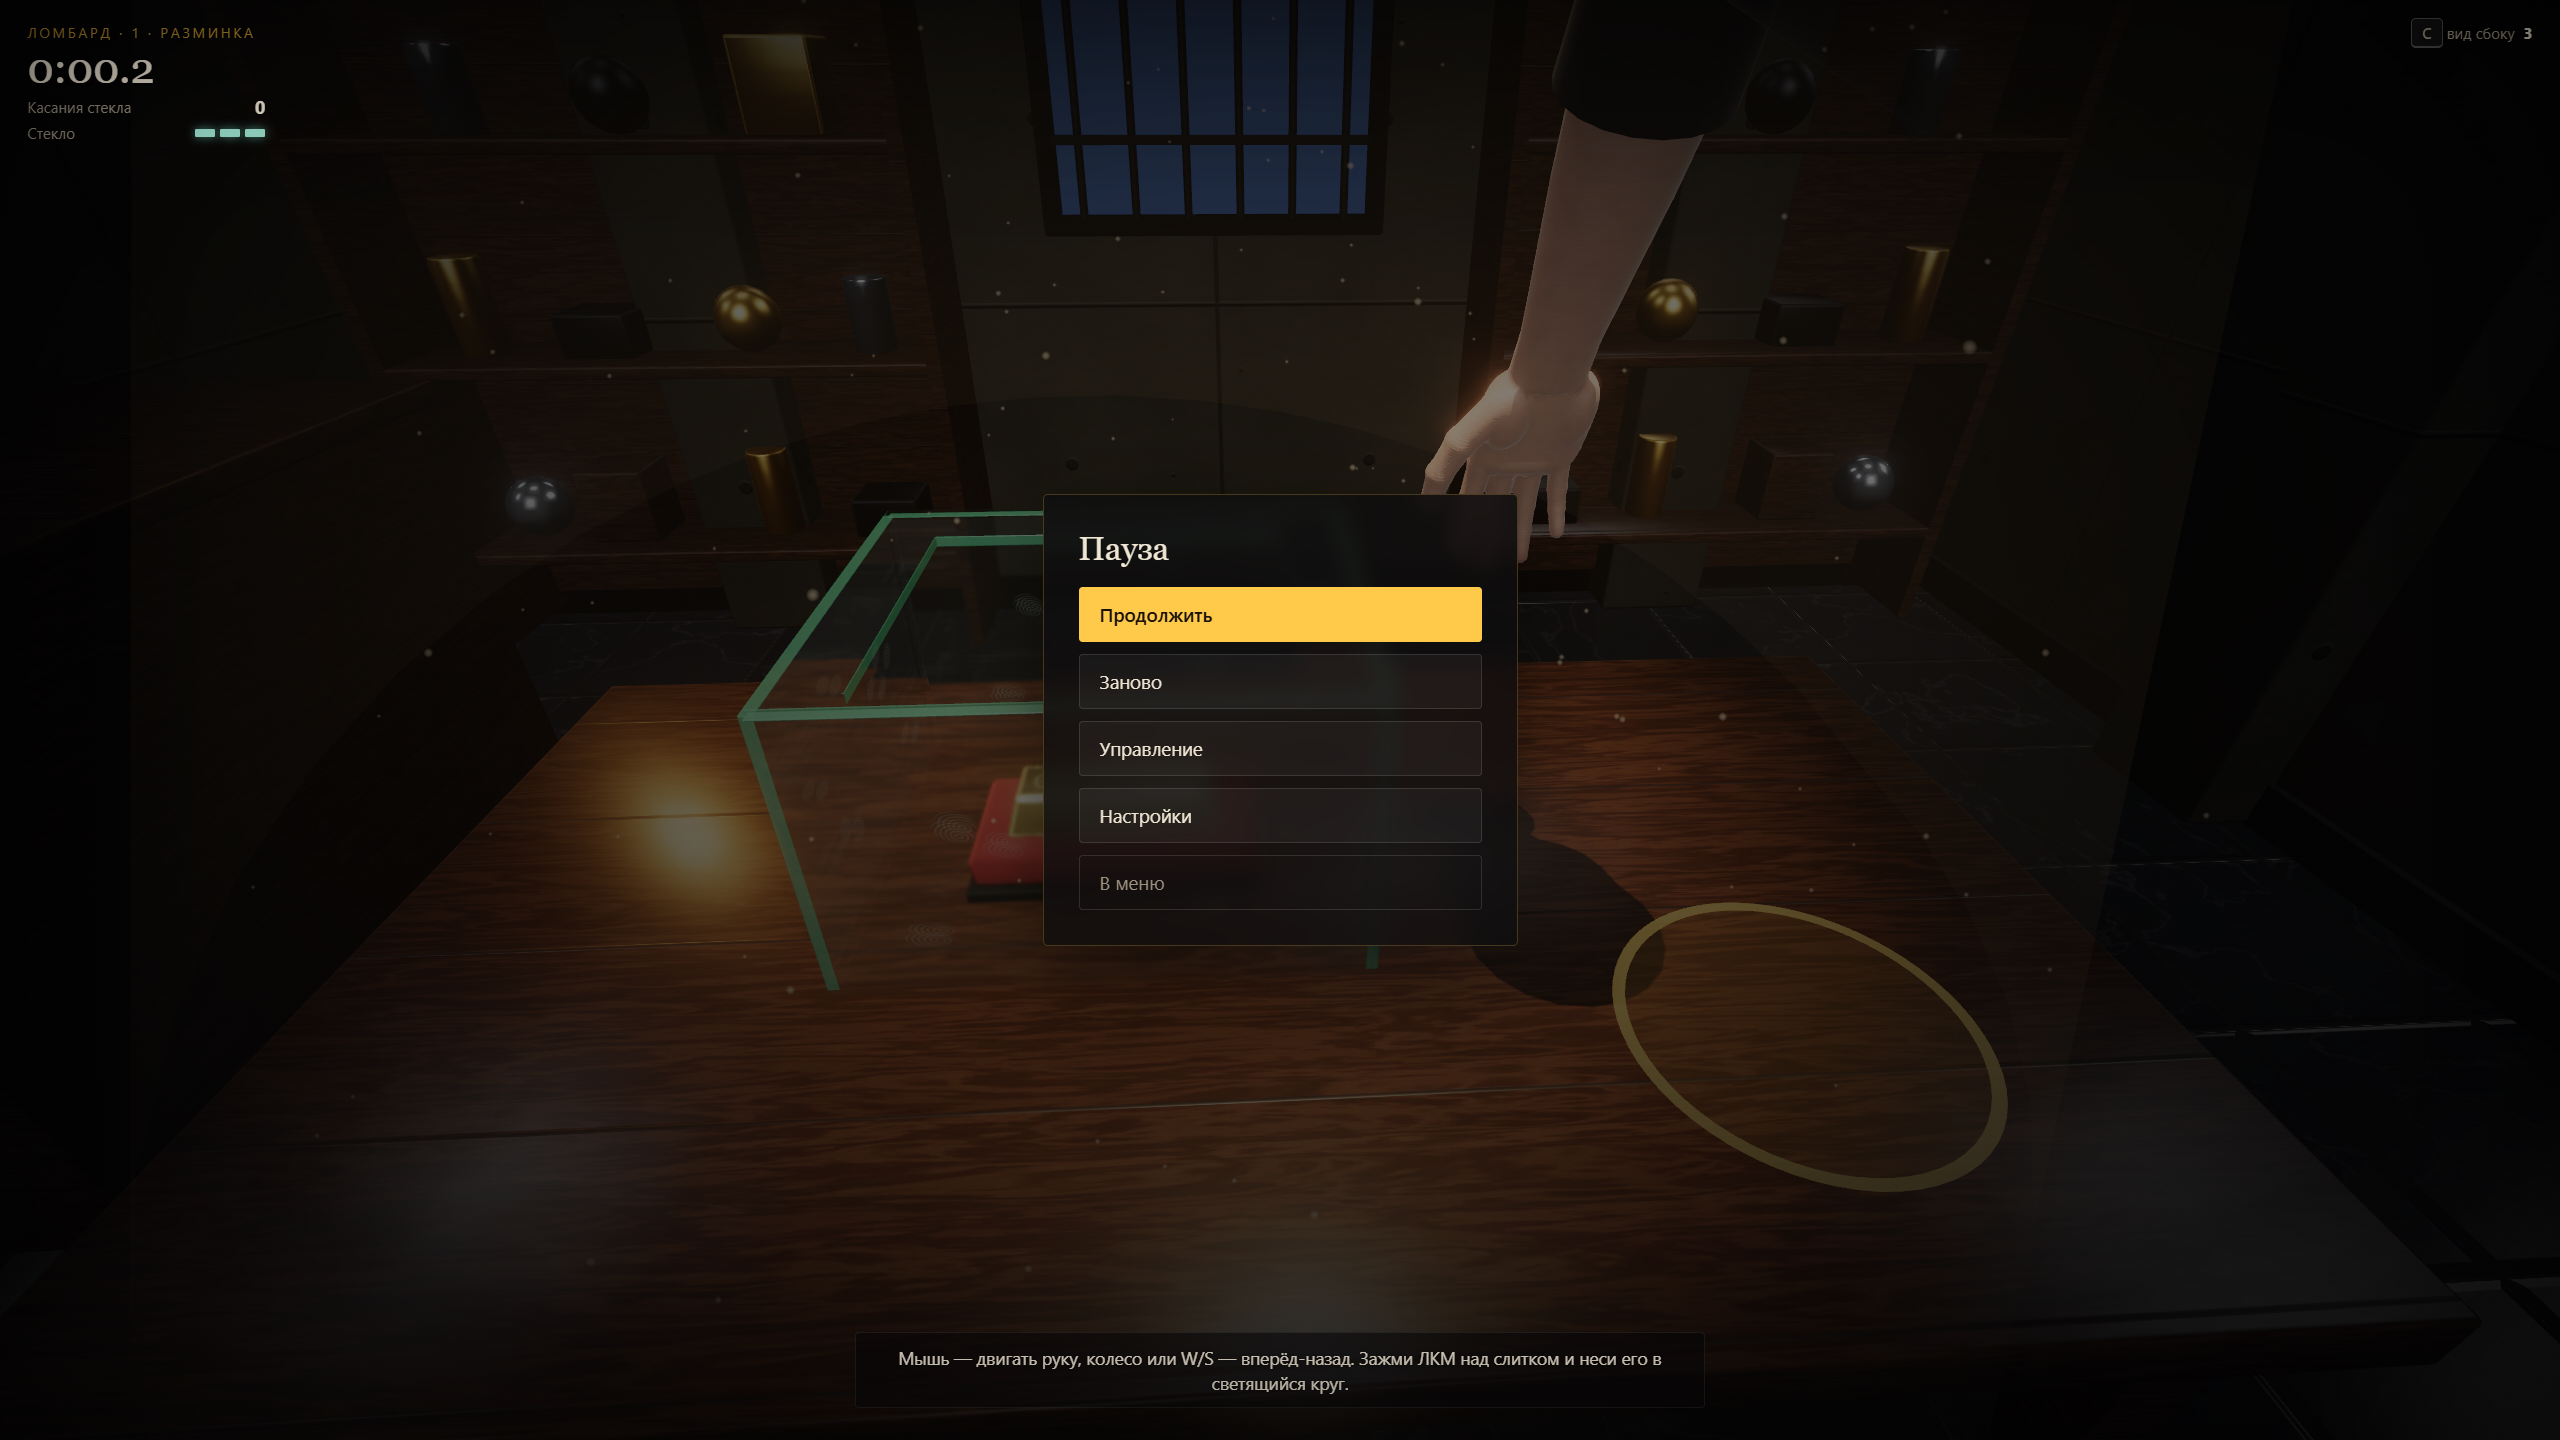 ЛОМБАРД · 1 · РАЗМИНКА
0:00.2
Касания стекла 0
Стекло
C вид сбоку 3
Пауза
Продолжить
Заново
Управление
Настройки
В меню
Мышь — двигать руку, колесо или W/S — вперёд-назад. Зажми ЛКМ над слитком и неси его в
светящийся круг.